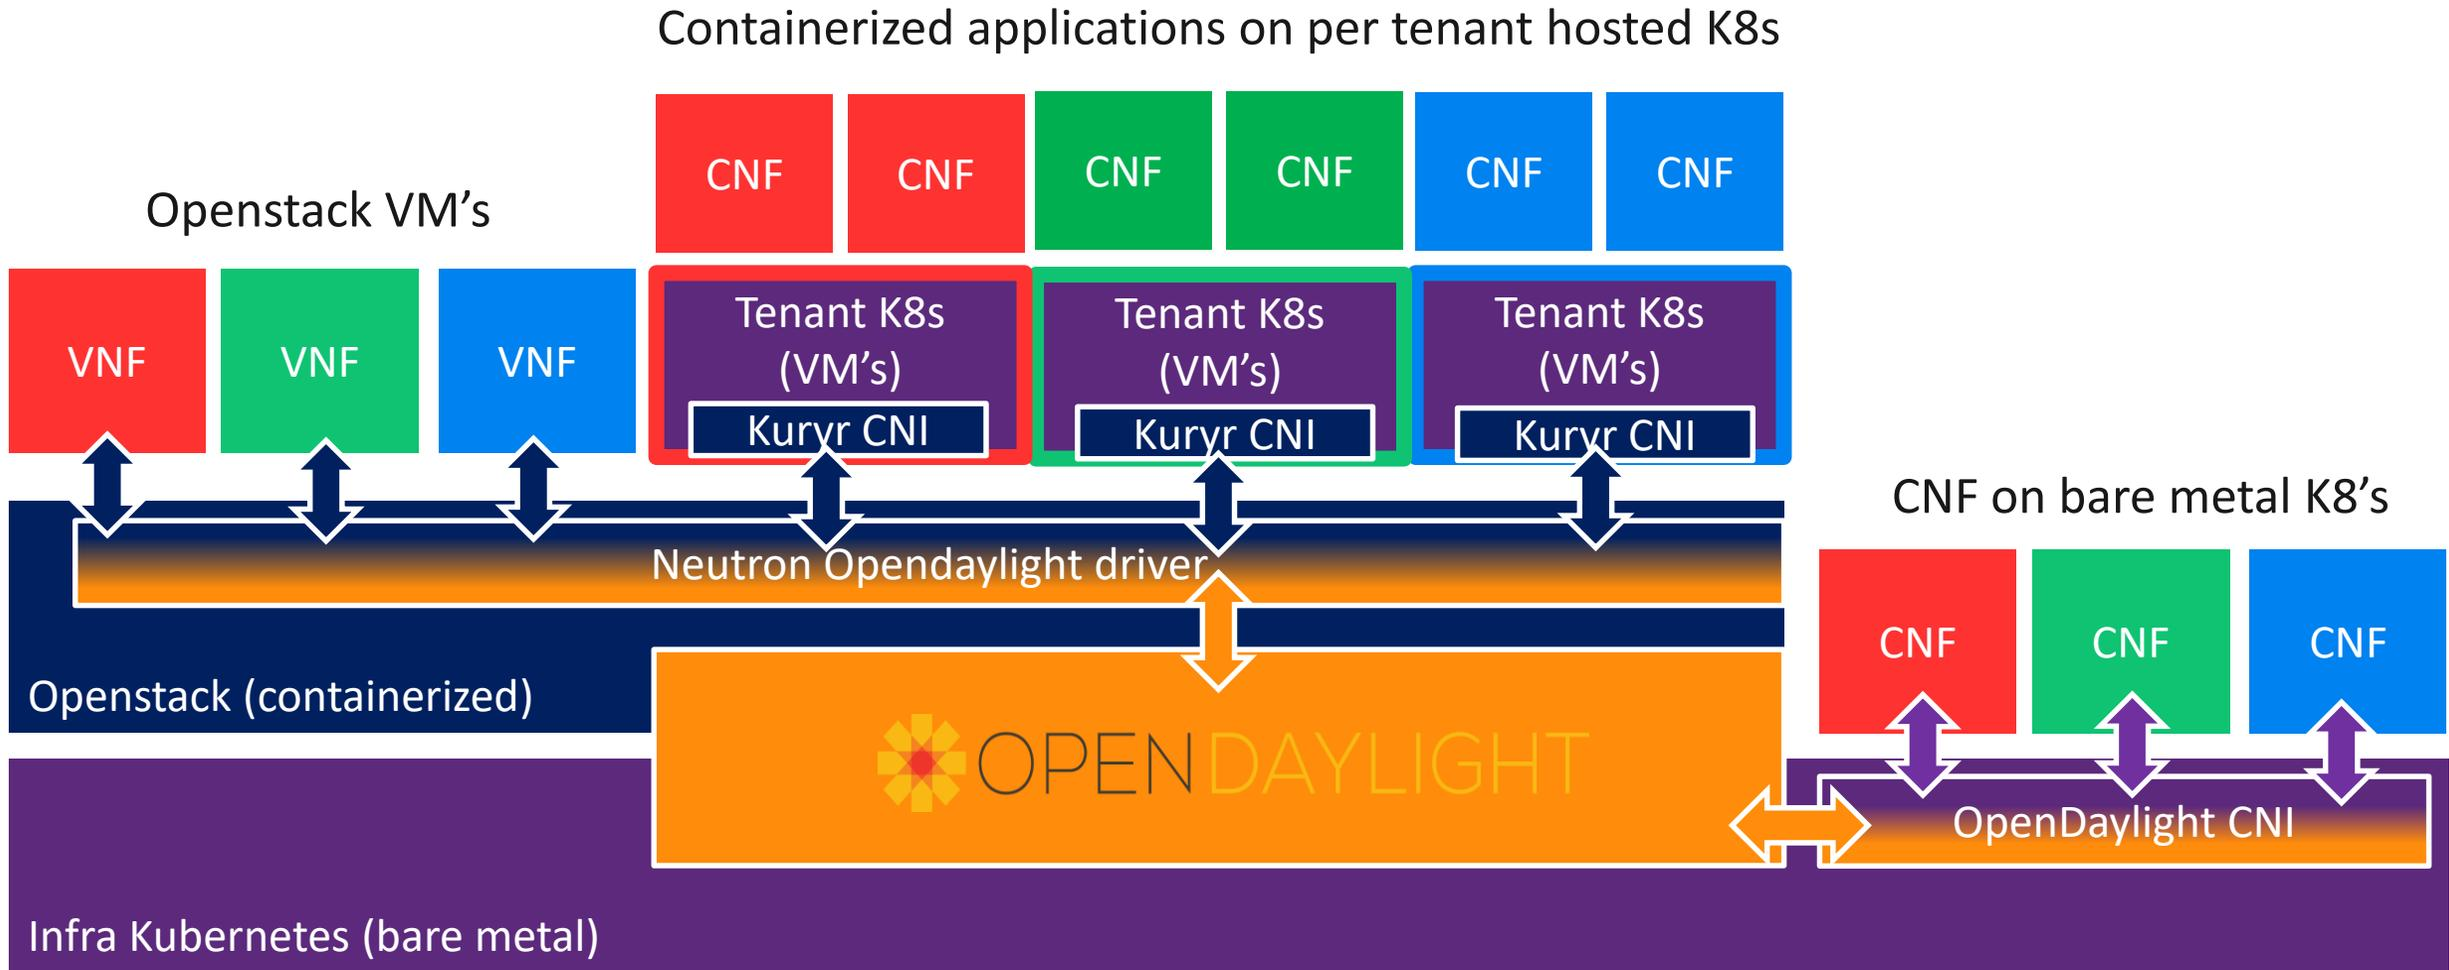 Containerized applications on per tenant hosted K8s
CNF CNF CNF CNF CNF CNF
Openstack VM’s
VNF VNF VNF
Tenant K8s
(VM’s)
Kuryr CNI
Tenant K8s
(VM’s)
Kuryr CNI
Tenant K8s
(VM’s)
Kuryr CNI
CNF on bare metal K8’s
CNF CNF CNF
Neutron Opendaylight driver
Openstack (containerized)
OPENDAYLIGHT
OpenDaylight CNI
Infra Kubernetes (bare metal)